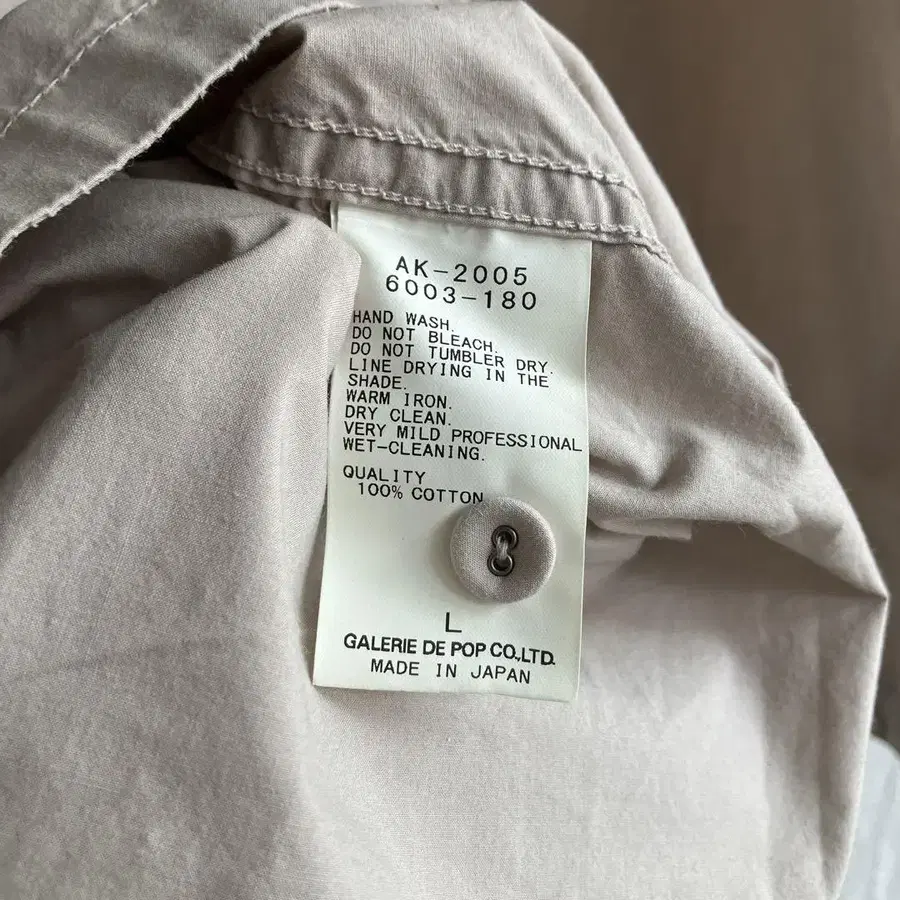 AK-2005
6003-180
HAND WASH.
DO NOT BLEACH.
DO NOT TUMBLER DRY.
LINE DRYING IN THE
SHADE.
WARM IRON.
DRY CLEAN.
VERY MILD PROFESSIONAL
WET-CLEANING.
QUALITY
100% COTTON
L
GALERIE DE POP CO.,LTD.
MADE IN JAPAN